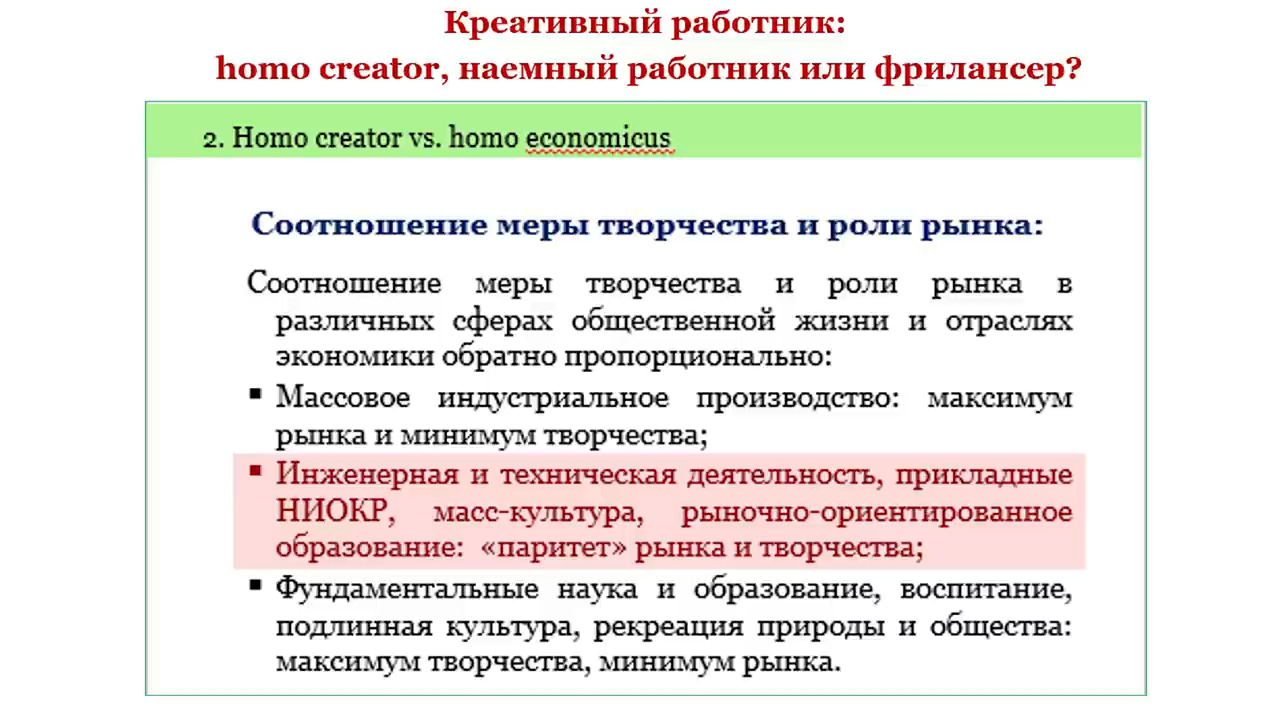 Креативный работник:
homo creator, наемный работник или фрилансер?
2. Homo creator vs. homo economicus
Соотношение меры творчества и роли рынка:
Соотношение меры творчества и роли рынка в
различных сферах общественной жизни и отраслях
экономики обратно пропорционально:
▪ Массовое индустриальное производство: максимум
рынка и минимум творчества;
▪ Инженерная и техническая деятельность, прикладные
НИОКР, масс-культура, рыночно-ориентированное
образование: «паритет» рынка и творчества;
▪ Фундаментальные наука и образование, воспитание,
подлинная культура, рекреация природы и общества:
максимум творчества, минимум рынка.